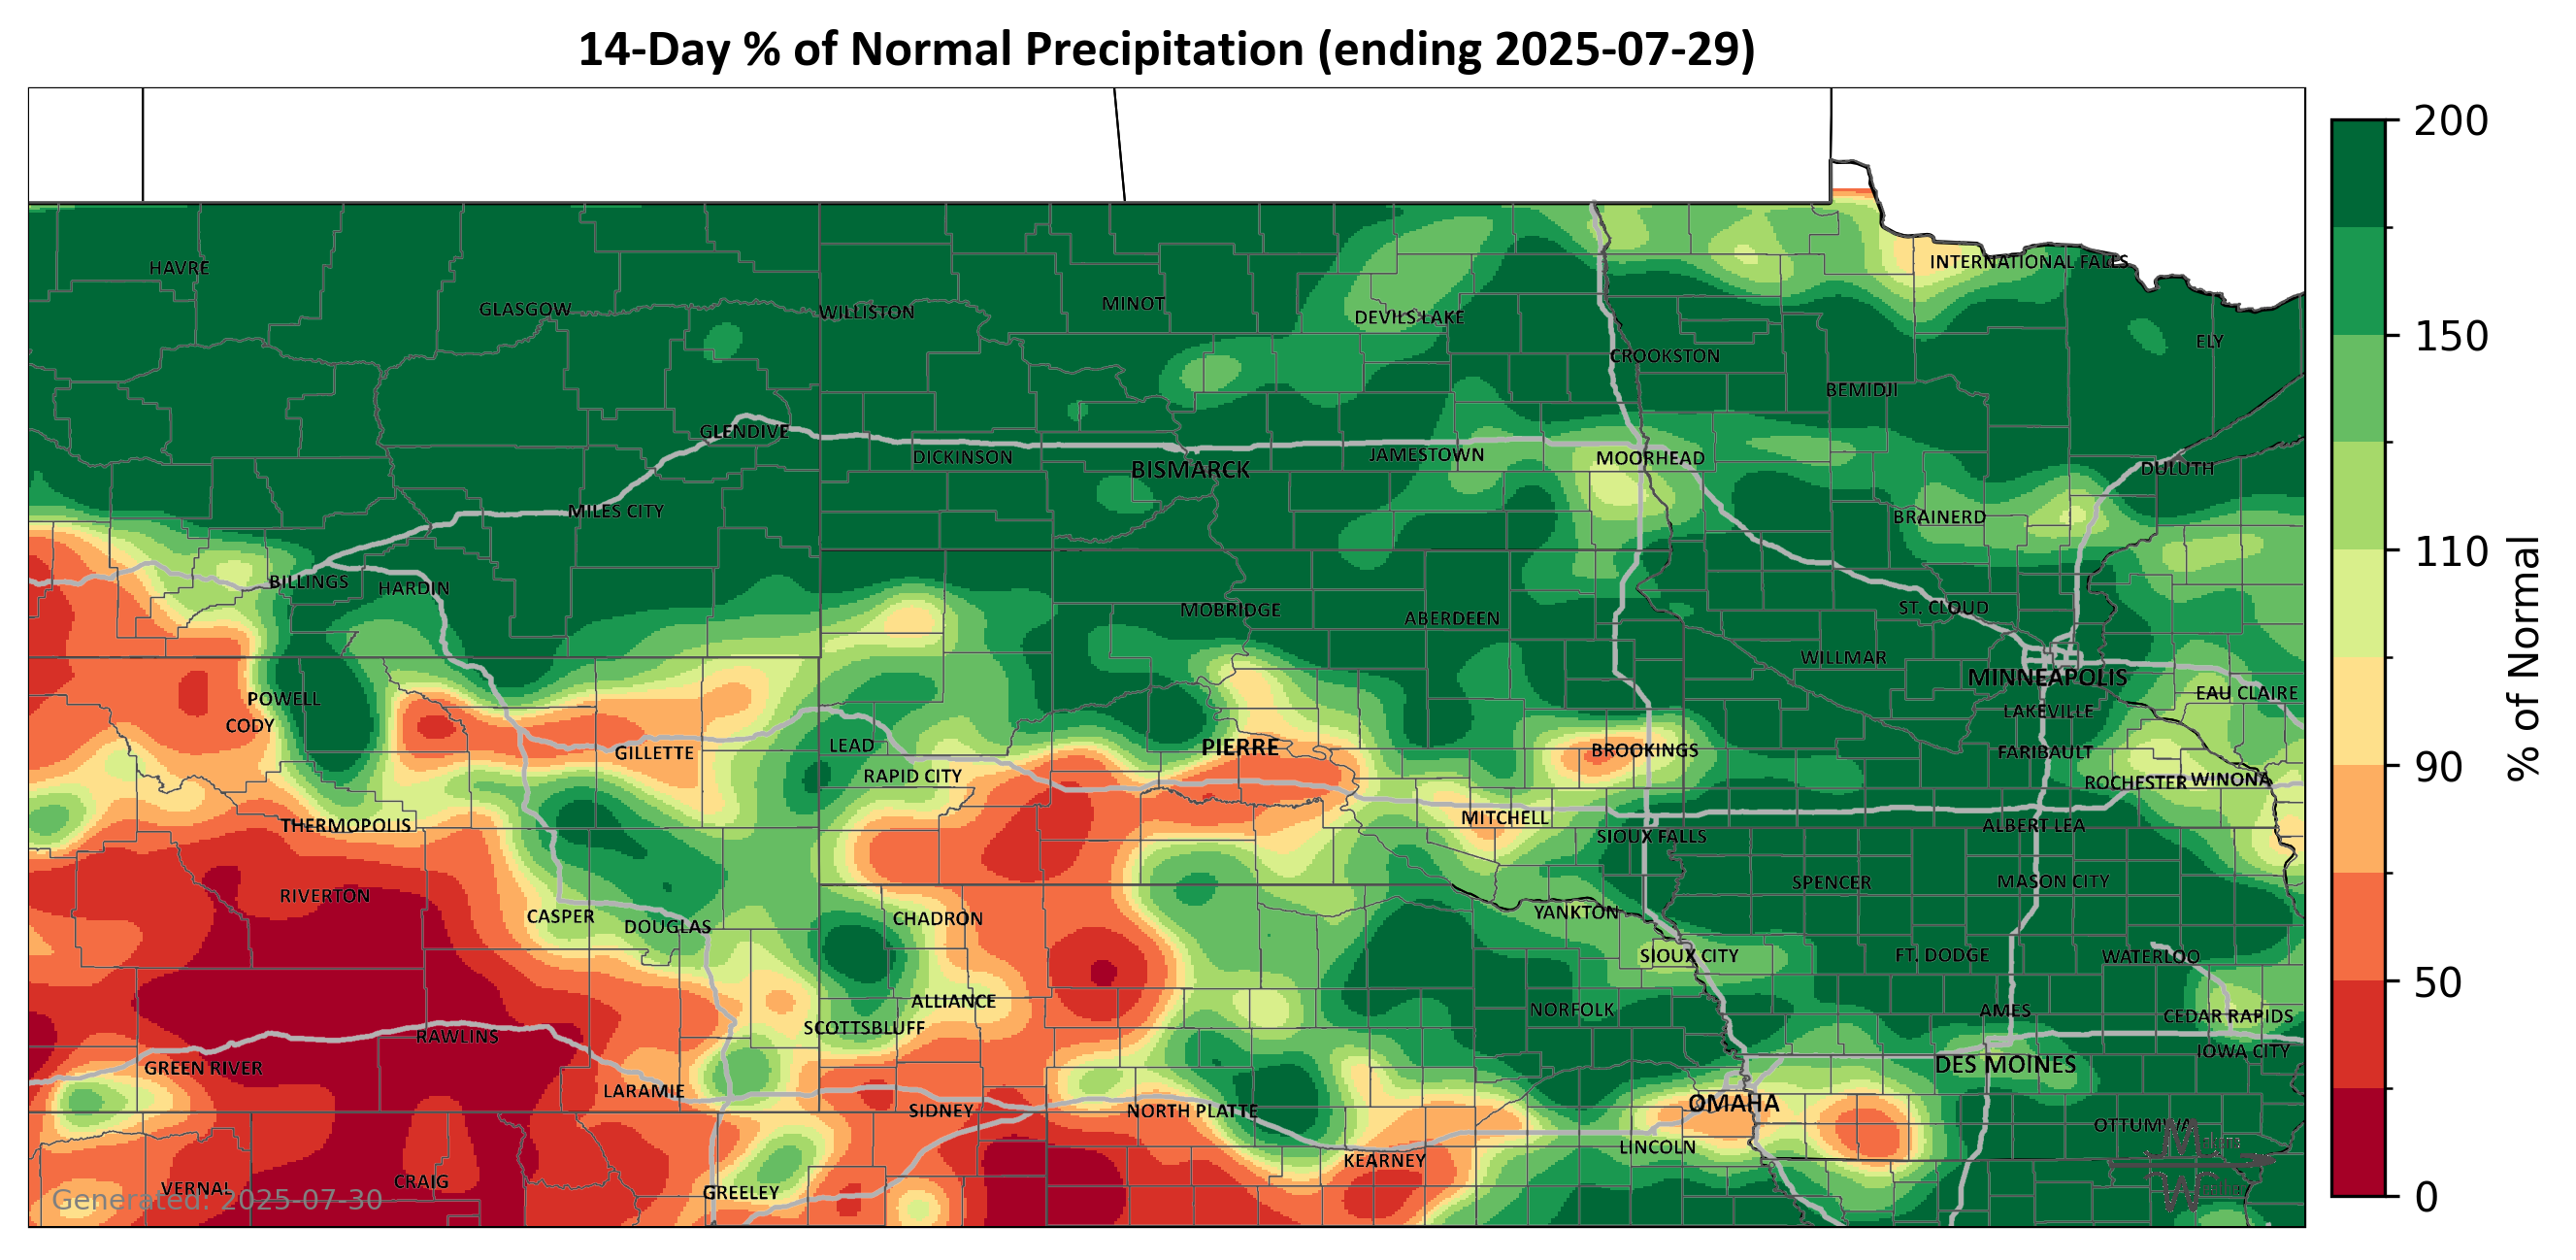 14-Day % of Normal Precipitation (ending 2025-07-29)
200
HAVRE
INTERNATIONAL FALLS
GLASGOW
WILLISTON
MINOT
DEVILS LAKE
150
ELY
CROOKSTON
BEMIDJI
GLENDIVE
DICKINSON
BISMARCK
JAMESTOWN
MOORHEAD
DULUTH
MILES CITY
BRAINERD
110
BILLINGS
HARDIN
MOBRIDGE
ABERDEEN
ST. CLOUD
WILLMAR
MINNEAPOLIS
% of Normal
POWELL
EAU CLAIRE
CODY
LAKEVILLE
GILLETTE
LEAD
PIERRE
BROOKINGS
FARIBAULT
90
RAPID CITY
ROCHESTER
WINONA
THERMOPOLIS
MITCHELL
SIOUX FALLS
ALBERT LEA
RIVERTON
SPENCER
MASON CITY
CASPER
DOUGLAS
CHADRON
YANKTON
SIOUX CITY
FT. DODGE
WATERLOO
50
ALLIANCE
NORFOLK
AMES
SCOTTSBLUFF
CEDAR RAPIDS
RAWLINS
IOWA CITY
GREEN RIVER
DES MOINES
LARAMIE
SIDNEY
NORTH PLATTE
OMAHA
OTTUMWA
LINCOLN
KEARNEY
VERNAL
CRAIG
GREELEY
Generated: 2025-07-30
0